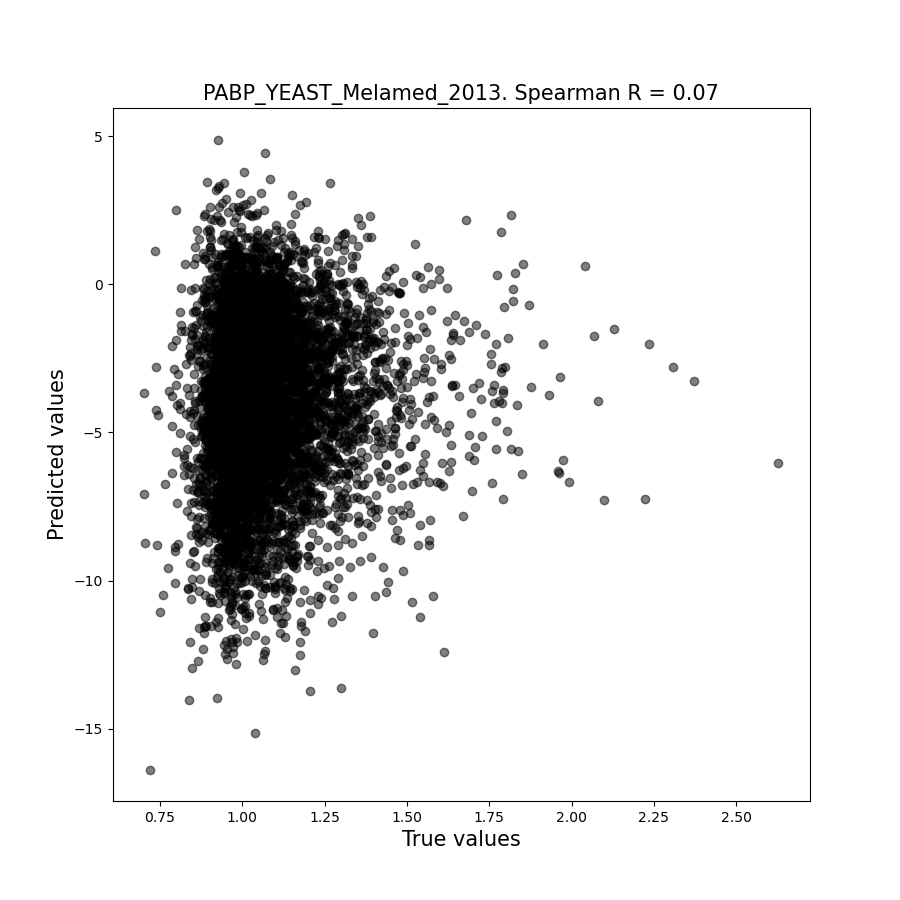 PABP_YEAST_Melamed_2013. Spearman R = 0.07
5
0
−5
−10
−15
Predicted values
0.75 1.00 1.25 1.50 1.75 2.00 2.25 2.50
True values